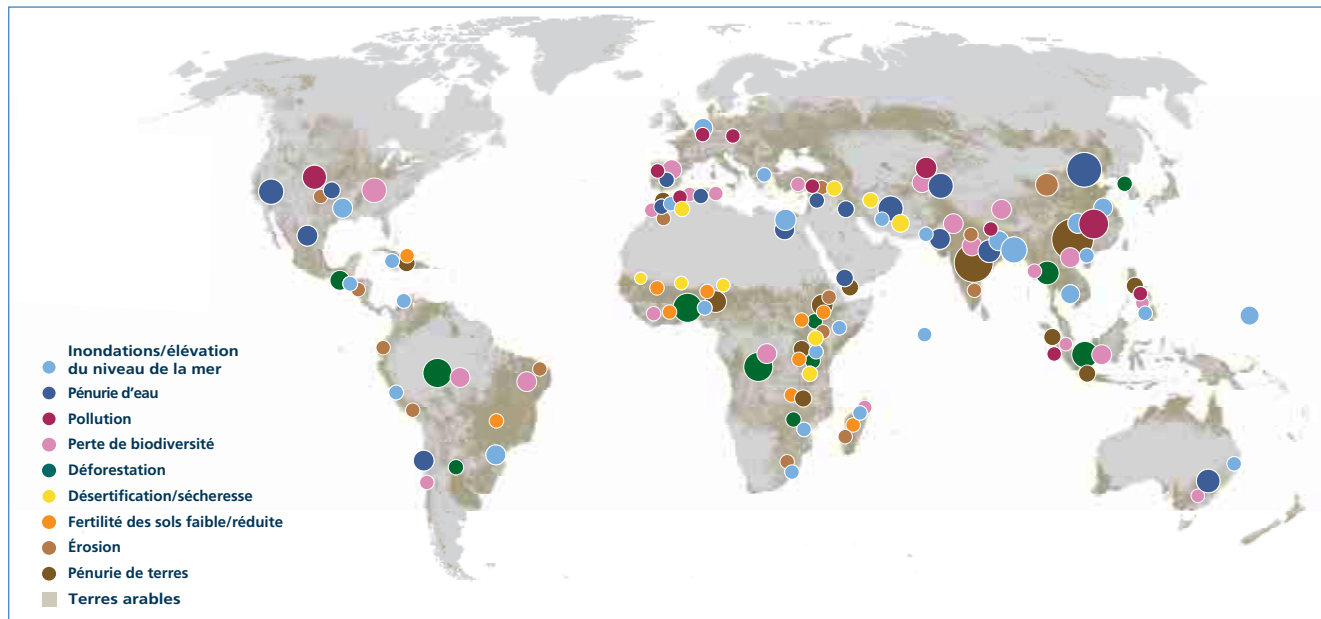 Inondations/élévation
du niveau de la mer
Pénurie d'eau
Pollution
Perte de biodiversité
Déforestation
Désertification/sécheresse
Fertilité des sols faible/réduite
Érosion
Pénurie de terres
Terres arables